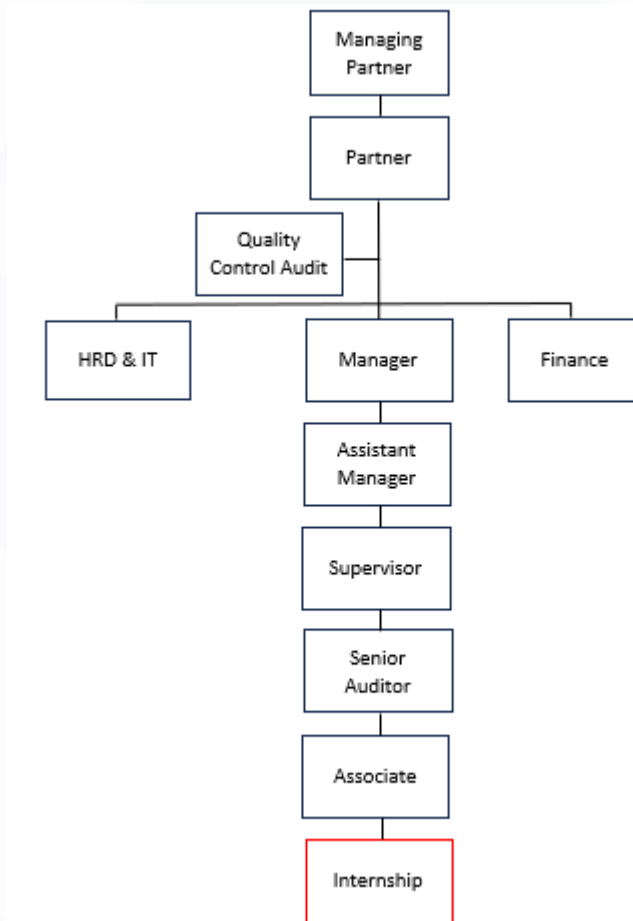 Managing
Partner
Partner
Quality
Control Audit
HRD & IT
Manager
Finance
Assistant
Manager
Supervisor
Senior
Auditor
Associate
Internship